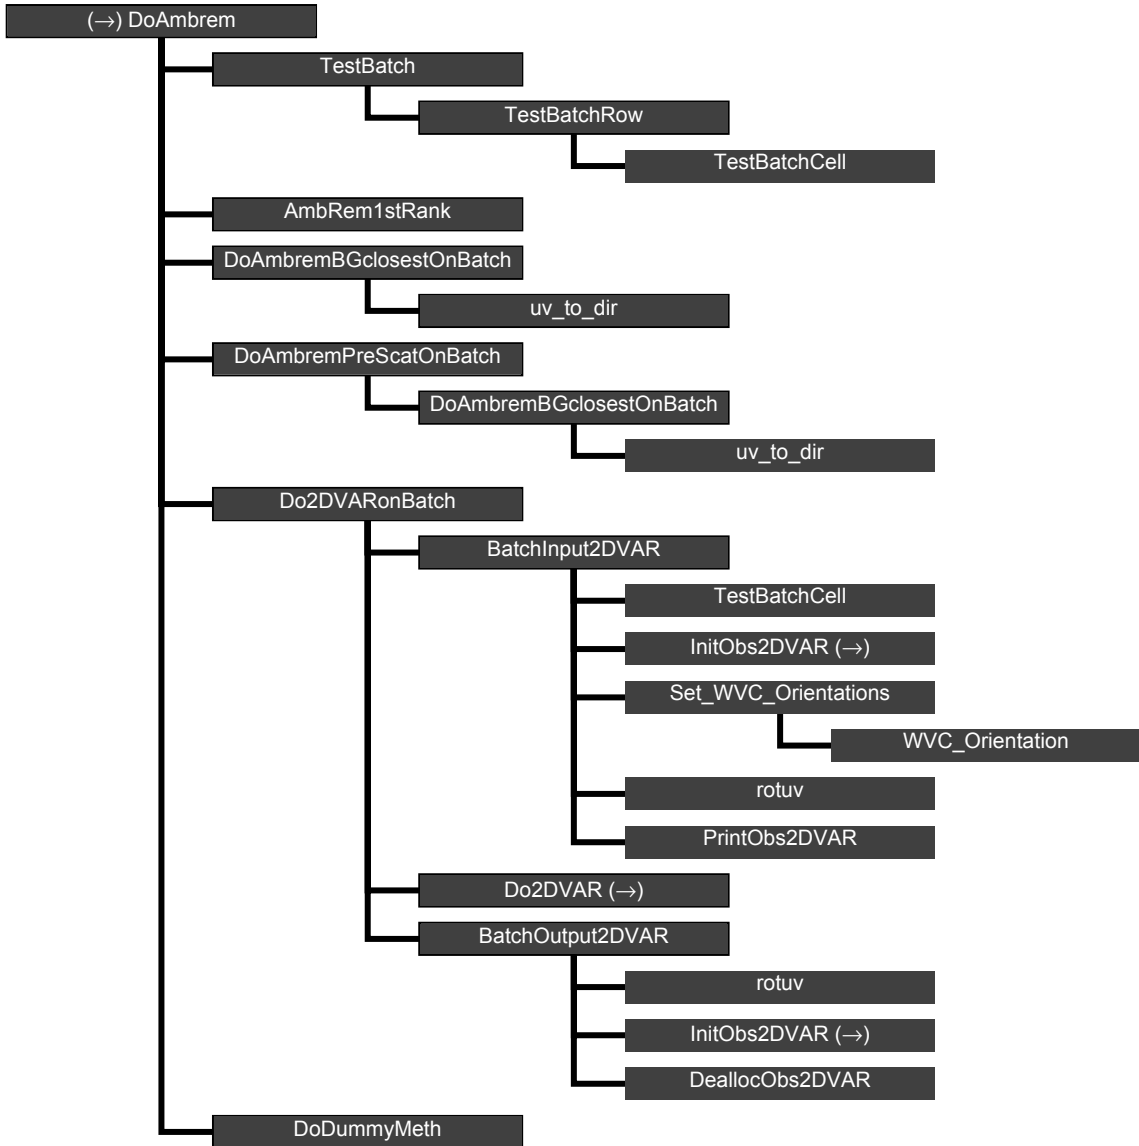 (→) DoAmbrem
TestBatch
TestBatchRow
TestBatchCell
AmbRem1stRank
DoAmbremBGclosestOnBatch
uv_to_dir
DoAmbremPreScatOnBatch
DoAmbremBGclosestOnBatch
uv_to_dir
Do2DVARonBatch
BatchInput2DVAR
TestBatchCell
InitObs2DVAR (→)
Set_WVC_Orientations
WVC_Orientation
rotuv
PrintObs2DVAR
Do2DVAR (→)
BatchOutput2DVAR
rotuv
InitObs2DVAR (→)
DeallocObs2DVAR
DoDummyMeth